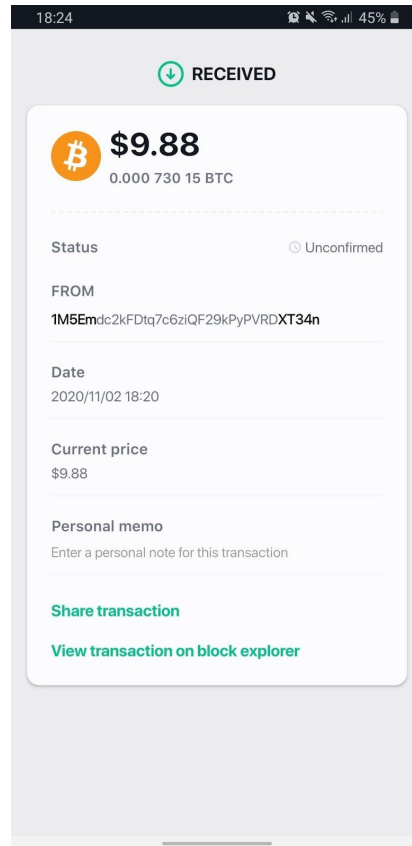 18:24 45%
RECEIVED
$9.88
0.000 730 15 BTC
Status Unconfirmed
FROM
1M5Emdc2kFDtq7c6ziQF29kPyPVRDXT34n
Date
2020/11/02 18:20
Current price
$9.88
Personal memo
Enter a personal note for this transaction
Share transaction
View transaction on block explorer